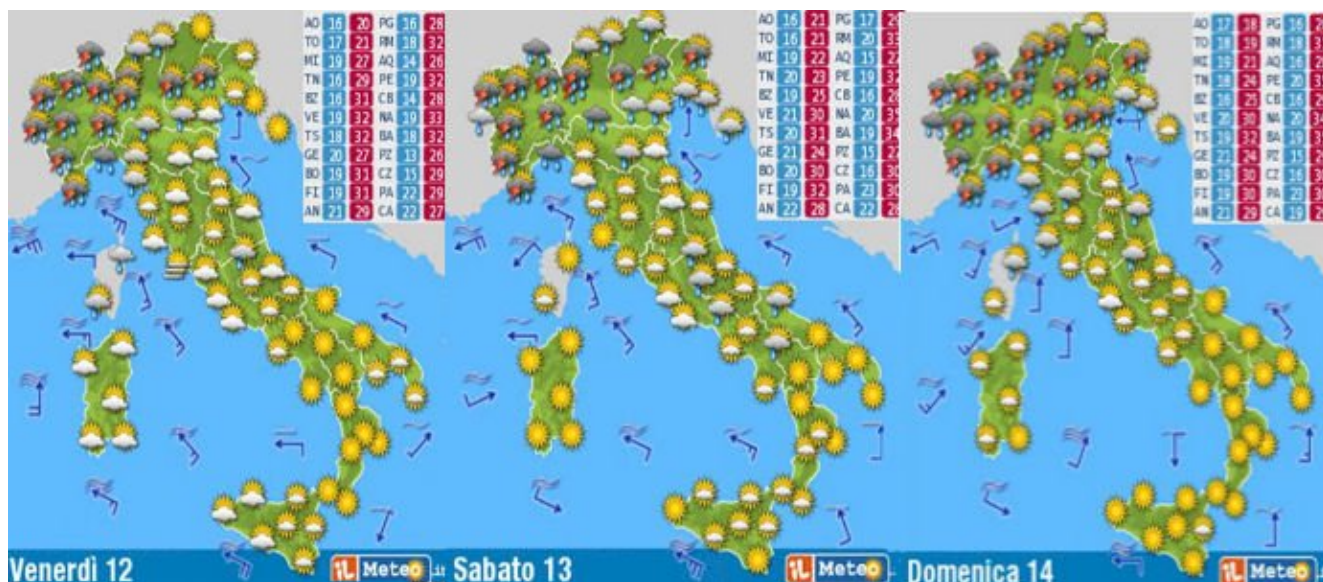 AO 16 20 PG 16 28
TO 17 21 RM 18 32
MI 19 27 AQ 14 26
TN 16 29 PE 19 32
BZ 16 31 CB 14 28
VE 19 32 NA 19 33
TS 18 32 BA 18 32
GE 20 27 PZ 13 26
BO 19 31 CZ 15 29
FI 19 31 PA 22 29
AN 21 29 CA 22 27
Venerdì 12
iL Meteo.it
AO 16 21 PG 17
TO 16 21 RM 20
MI 19 22 AQ 15
TN 20 23 PE 19
BZ 19 25 CB 16
VE 21 30 NA 20
TS 20 31 BA 19 34
GE 21 24 PZ 15
BO 20 30 CZ 16 30
FI 19 32 PA 23 30
AN 22 28 CA 22
Sabato 13
iL Meteo
AO 17 18 PG 16
TO 18 19 RM 18
MI 19 21 AQ 16
TN 18 24 PE 20
BZ 16 25 CB 16
VE 20 30 NA 20
TS 19 32 BA 19
GE 21 24 PZ 15
BO 19 30 CZ 16
FI 19 30 PA 23
AN 21 29 CA 19
Domenica 14
iL Meteo